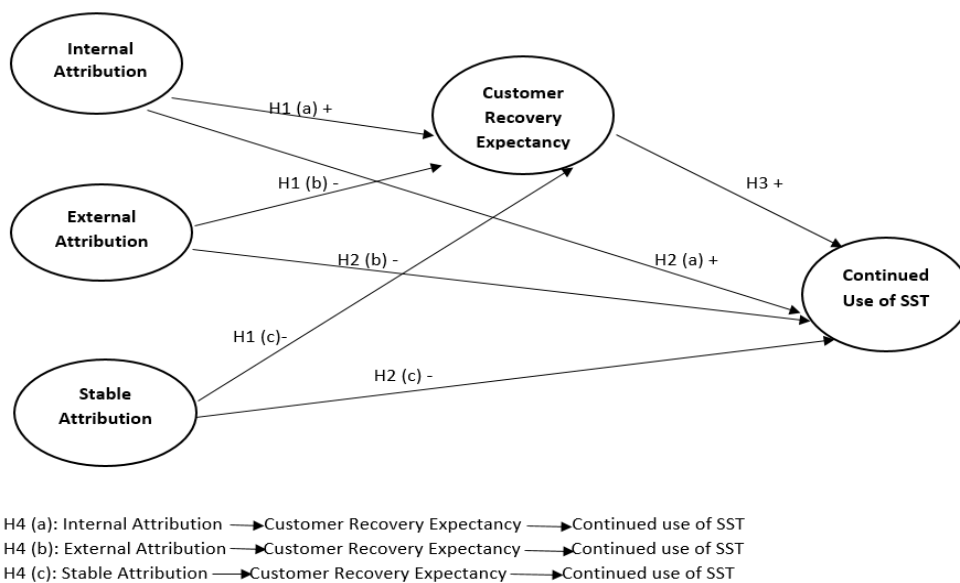 Internal
Attribution
Customer
Recovery
Expectancy
H1 (a) +
H1 (b) -
H3 +
External
Attribution
H2 (b) -
H2 (a) +
Continued
Use of SST
H1 (c)-
H2 (c) -
Stable
Attribution
H4 (a): Internal Attribution → Customer Recovery Expectancy → Continued use of SST
H4 (b): External Attribution → Customer Recovery Expectancy → Continued use of SST
H4 (c): Stable Attribution → Customer Recovery Expectancy → Continued use of SST